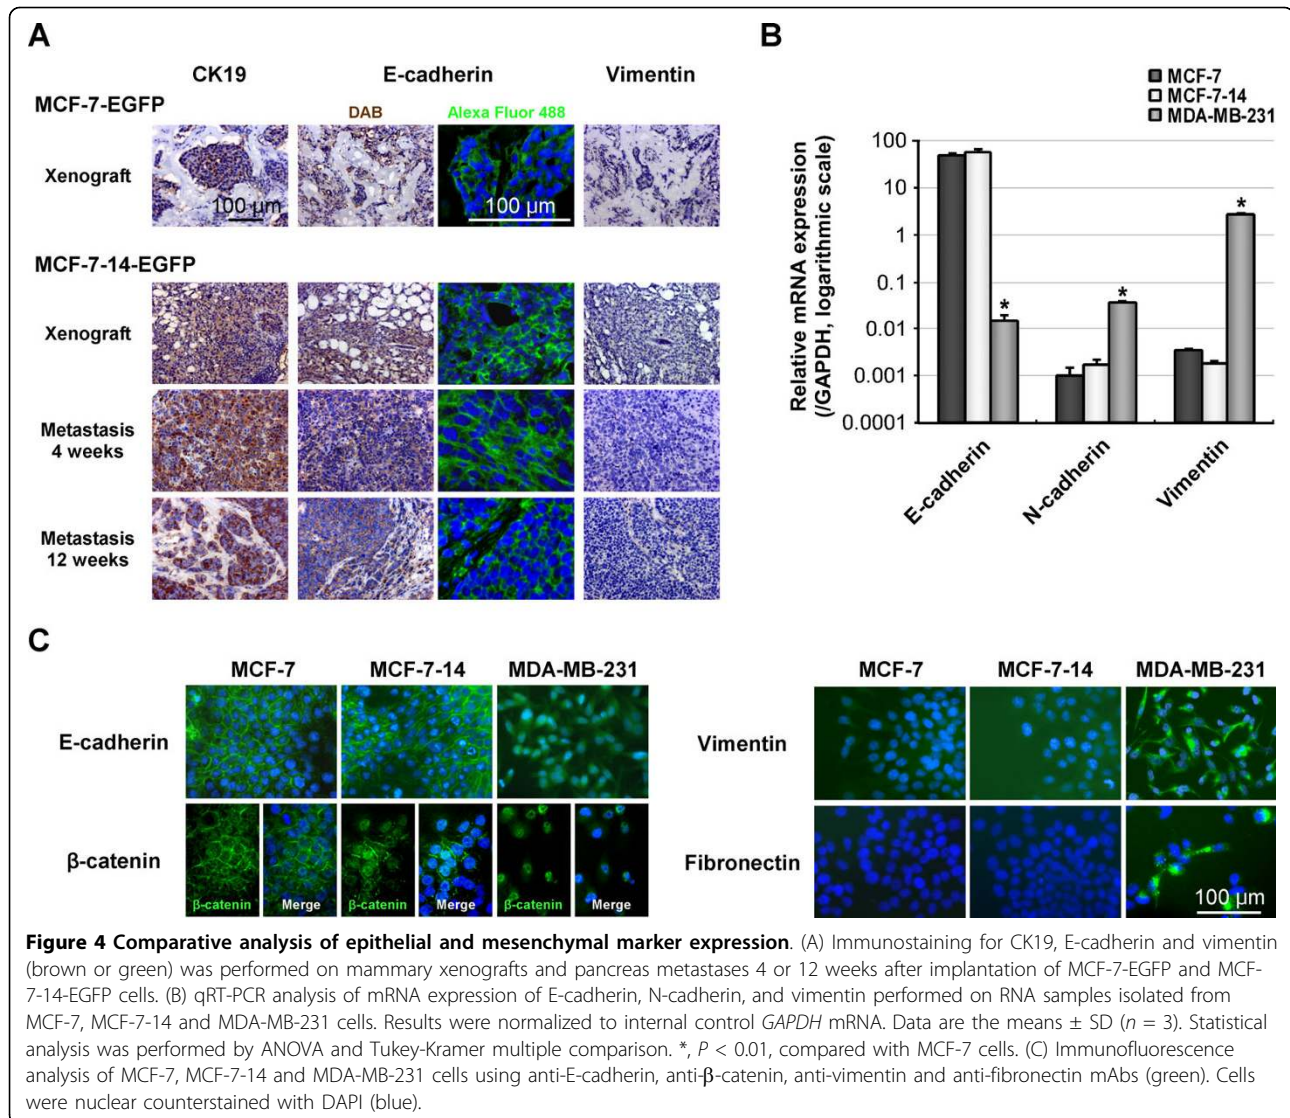 A
CK19
E-cadherin
Vimentin
MCF-7-EGFP
DAB
Alexa Fluor 488
Xenograft
100 µm
100 µm
MCF-7-14-EGFP
Xenograft
Metastasis
4 weeks
Metastasis
12 weeks
B
MCF-7
MCF-7-14
MDA-MB-231
Relative mRNA expression
(/GAPDH, logarithmic scale)
100
10
1
0.1
0.01
0.001
0.0001
*
*
*
E-cadherin
N-cadherin
Vimentin
C
MCF-7
MCF-7-14
MDA-MB-231
E-cadherin
β-catenin
β-catenin
Merge
β-catenin
Merge
β-catenin
Merge
MCF-7
MCF-7-14
MDA-MB-231
Vimentin
Fibronectin
100 µm
Figure 4 Comparative analysis of epithelial and mesenchymal marker expression. (A) Immunostaining for CK19, E-cadherin and vimentin
(brown or green) was performed on mammary xenografts and pancreas metastases 4 or 12 weeks after implantation of MCF-7-EGFP and MCF-
7-14-EGFP cells. (B) qRT-PCR analysis of mRNA expression of E-cadherin, N-cadherin, and vimentin performed on RNA samples isolated from
MCF-7, MCF-7-14 and MDA-MB-231 cells. Results were normalized to internal control GAPDH mRNA. Data are the means ± SD (n = 3). Statistical
analysis was performed by ANOVA and Tukey-Kramer multiple comparison. *, P < 0.01, compared with MCF-7 cells. (C) Immunofluorescence
analysis of MCF-7, MCF-7-14 and MDA-MB-231 cells using anti-E-cadherin, anti-β-catenin, anti-vimentin and anti-fibronectin mAbs (green). Cells
were nuclear counterstained with DAPI (blue).